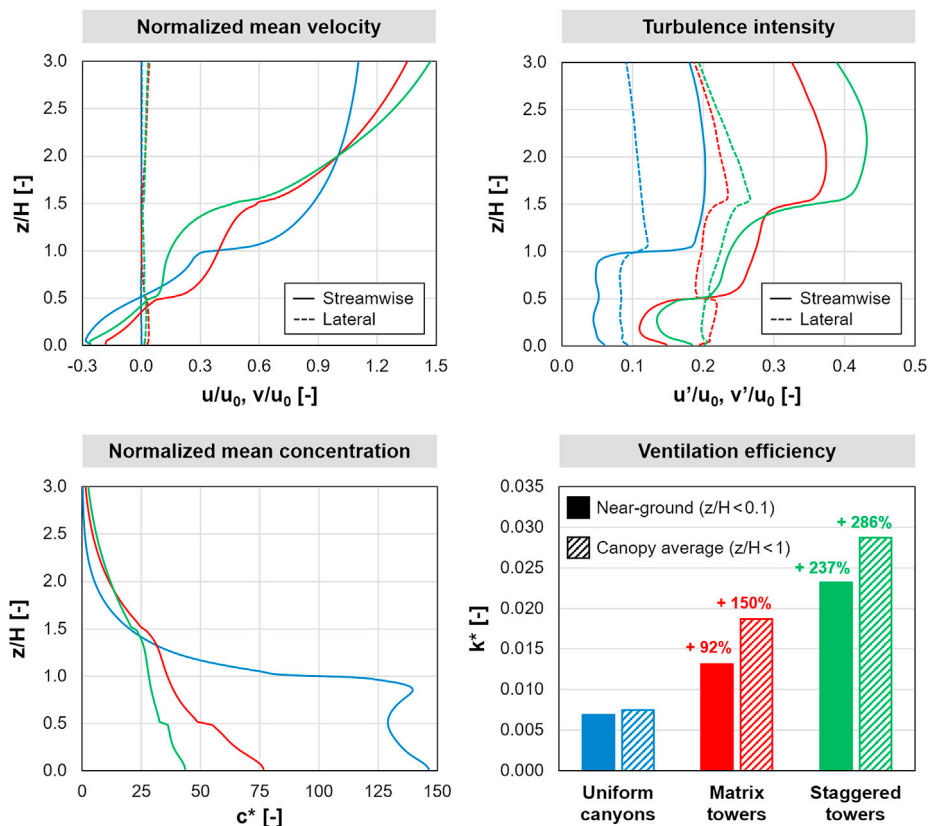 Normalized mean velocity
z/H [-]
3.0
2.5
2.0
1.5
1.0
0.5
0.0
Streamwise
Lateral
-0.3 0.0 0.3 0.6 0.9 1.2 1.5
u/u₀, v/u₀ [-]
Turbulence intensity
z/H [-]
3.0
2.5
2.0
1.5
1.0
0.5
0.0
Streamwise
Lateral
0.0 0.1 0.2 0.3 0.4 0.5
u’/u₀, v’/u₀ [-]
Normalized mean concentration
z/H [-]
3.0
2.0
1.5
1.0
0.5
0.0
0 25 50 75 100 125 150
c* [-]
Ventilation efficiency
k* [-]
0.035
0.030
0.025
0.020
0.015
0.010
0.005
0.000
Near-ground (z/H<0.1)
Canopy average (z/H<1)
+ 92%
+ 150%
+ 237%
+ 286%
Uniform
canyons
Matrix
towers
Staggered
towers